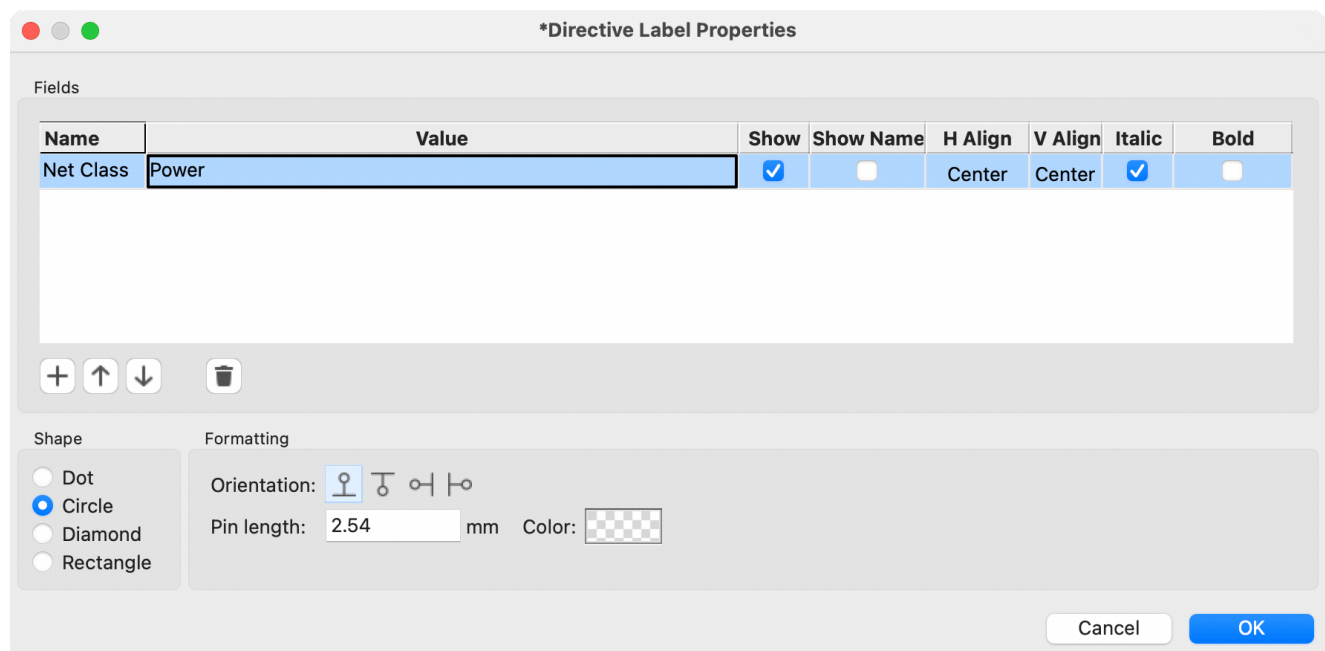 *Directive Label Properties
Fields
Name Value Show Show Name H Align V Align Italic Bold
Net Class Power Center Center
Shape
Formatting
Dot
Circle
Diamond
Rectangle
Orientation:
Pin length: 2.54 mm Color:
Cancel OK